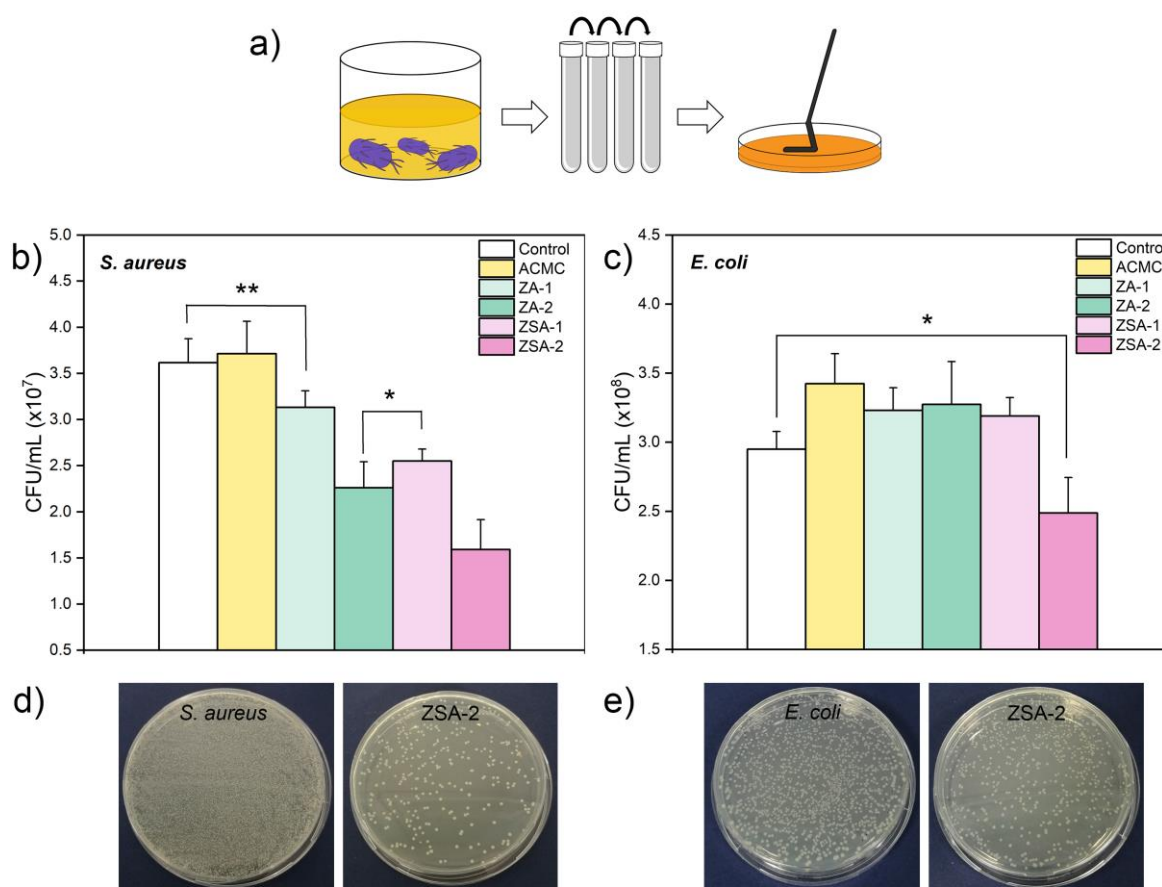 a)
b)
S. aureus
CFU/mL (x10⁷)
5.0
4.5
4.0
3.5
3.0
2.5
2.0
1.5
1.0
0.5
**
*
Control
ACMC
ZA-1
ZA-2
ZSA-1
ZSA-2
c)
E. coli
CFU/mL (x10⁸)
4.5
4.0
3.5
3.0
2.5
2.0
1.5
*
Control
ACMC
ZA-1
ZA-2
ZSA-1
ZSA-2
d)
S. aureus
ZSA-2
e)
E. coli
ZSA-2